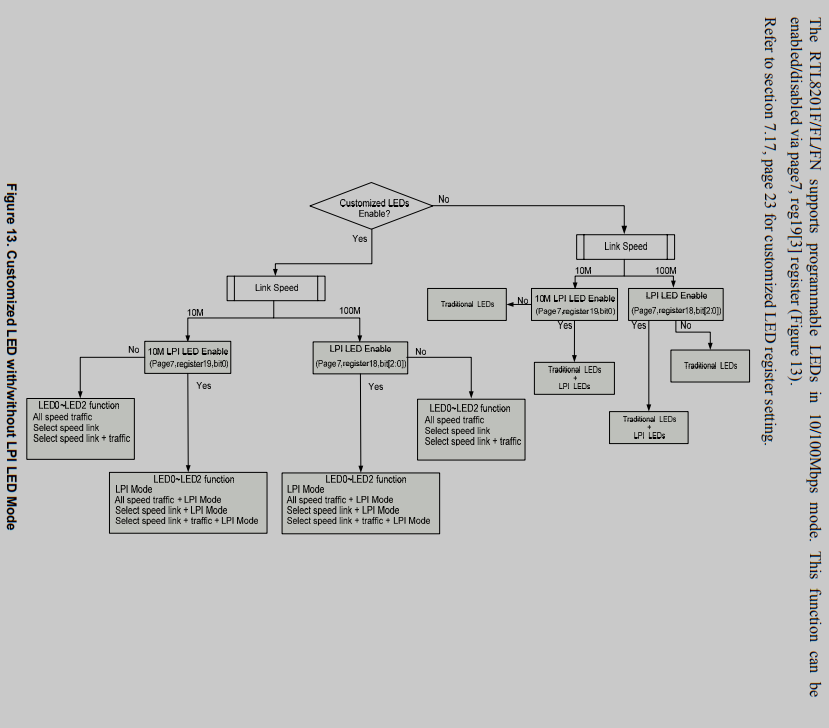 The RTL8201F/FL/FN supports programmable LEDs in 10/100Mbps mode. This function can be
enabled/disabled via page7, reg19[3] register (Figure 13).
Refer to section 7.17, page 23 for customized LED register setting.
Customized LEDs
Enable?
No
Yes
Link Speed
10M
100M
Link Speed
10M
100M
Traditional LEDs
No
10M LPI LED Enable
(Page7,register19,bit0)
Yes
Traditional LEDs
+
LPI LEDs
LPI LED Enable
(Page7,register18,bit[2:0])
Yes
No
Traditional LEDs
Traditional LEDs
+
LPI LEDs
No
10M LPI LED Enable
(Page7,register19,bit0)
Yes
LPI LED Enable
(Page7,register18,bit[2:0])
No
Yes
LED0~LED2 function
All speed traffic
Select speed link
Select speed link + traffic
LED0~LED2 function
LPI Mode
All speed traffic + LPI Mode
Select speed link + LPI Mode
Select speed link + traffic + LPI Mode
LED0~LED2 function
LPI Mode
All speed traffic + LPI Mode
Select speed link + LPI Mode
Select speed link + traffic + LPI Mode
LED0~LED2 function
All speed traffic
Select speed link
Select speed link + traffic
Figure 13. Customized LED with/without LPI LED Mode